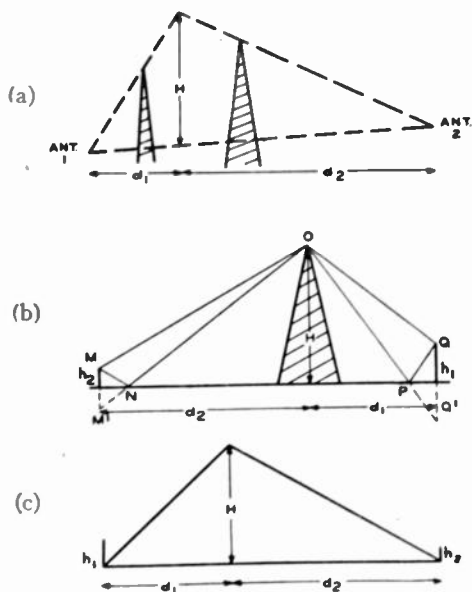 (a)
H
ANT. 1
ANT. 2
d1
d2
(b)
O
M
Q
h2
H
h1
N
P
M'
Q'
d2
d1
(c)
H
h1
h2
d1
d2